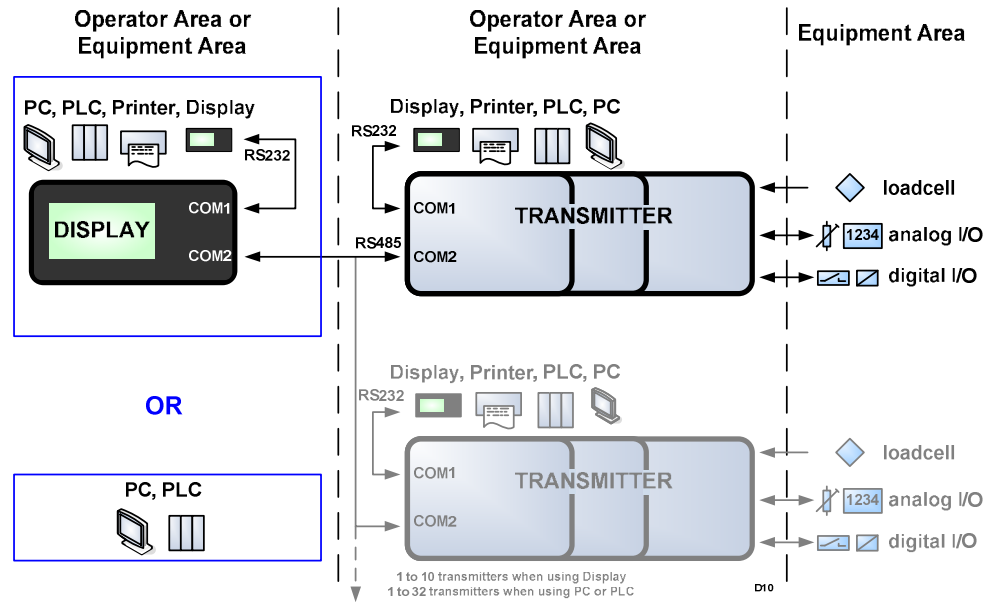 Operator Area or
Equipment Area
Operator Area or
Equipment Area
Equipment Area
PC, PLC, Printer, Display
RS232
DISPLAY
COM1
COM2
OR
PC, PLC
Display, Printer, PLC, PC
RS232
COM1
TRANSMITTER
RS485
COM2
loadcell
1234
analog I/O
digital I/O
Display, Printer, PLC, PC
RS232
COM1
TRANSMITTER
COM2
loadcell
1234
analog I/O
digital I/O
1 to 10 transmitters when using Display
1 to 32 transmitters when using PC or PLC
D10